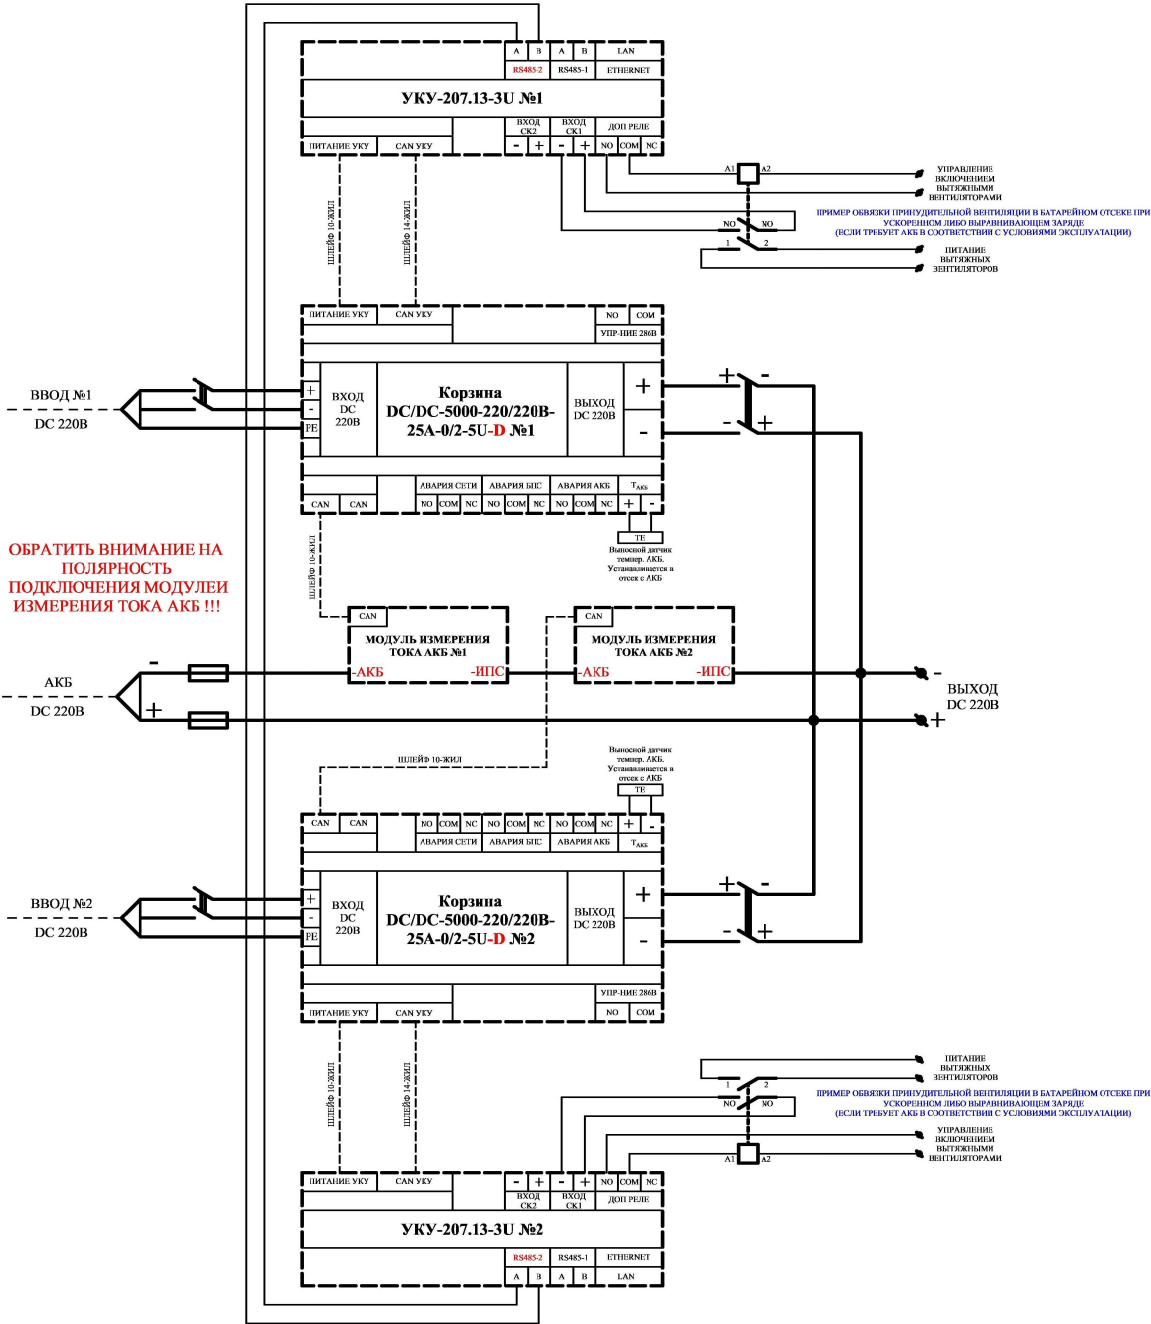 A B A B LAN
RS485-2 RS485-1 ETHERNET
УКУ-207.13-3U №1
ВХОД СК2 ВХОД СК1 ДОП РЕЛЕ
ПИТАНИЕ УКУ CAN УКУ - + - + NO COM NC
A1 A2
УПРАВЛЕНИЕ
ВКЛЮЧЕНИЕМ
ВЫТЯЖНЫМИ
ВЕНТИЛЯТОРАМИ
ШЛЕЙФ 10-ЖИЛ
ШЛЕЙФ 14-ЖИЛ
NO NO
1 2
ПРИМЕР ОБВЯЗКИ ПРИНУДИТЕЛЬНОЙ ВЕНТИЛЯЦИИ В БАТАРЕЙНОМ ОТСЕКЕ ПРИ
УСКОРЕННОМ ЛИБО ВЫРАВНИВАЮЩЕМ ЗАРЯДЕ
(ЕСЛИ ТРЕБУЕТ АКБ В СООТВЕТСТВИИ С УСЛОВИЯМИ ЭКСПЛУАТАЦИИ)
ПИТАНИЕ
ВЫТЯЖНЫХ
ВЕНТИЛЯТОРОВ
ПИТАНИЕ УКУ CAN УКУ NO COM
УПР-НИЕ 286В
ВВОД №1
DC 220В
+
-
PE
ВХОД
DC
220В
Корзина
DC/DC-5000-220/220В-
25А-0/2-5U-D №1
ВЫХОД
DC 220В
+
-
+ -
- +
АВАРИЯ СЕТИ АВАРИЯ БПС АВАРИЯ АКБ ТАКБ
CAN CAN NO COM NC NO COM NC NO COM NC + -
TE
Выносной датчик
темпер. АКБ.
Устанавливается в
отсек с АКБ
ШЛЕЙФ 10-ЖИЛ
ОБРАТИТЬ ВНИМАНИЕ НА
ПОЛЯРНОСТЬ
ПОДКЛЮЧЕНИЯ МОДУЛЕЙ
ИЗМЕРЕНИЯ ТОКА АКБ !!!
CAN
МОДУЛЬ ИЗМЕРЕНИЯ
ТОКА АКБ №1
-АКБ -ИПС
CAN
МОДУЛЬ ИЗМЕРЕНИЯ
ТОКА АКБ №2
-АКБ -ИПС
АКБ
DC 220В
-
+
-
+
ВЫХОД
DC 220В
ШЛЕЙФ 10-ЖИЛ
Выносной датчик
темпер. АКБ.
Устанавливается в
отсек с АКБ
TE
CAN CAN NO COM NC NO COM NC NO COM NC + -
АВАРИЯ СЕТИ АВАРИЯ БПС АВАРИЯ АКБ ТАКБ
ВВОД №2
DC 220В
+
-
PE
ВХОД
DC
220В
Корзина
DC/DC-5000-220/220В-
25А-0/2-5U-D №2
ВЫХОД
DC 220В
+
-
+ -
- +
УПР-НИЕ 286В
ПИТАНИЕ УКУ CAN УКУ NO COM
ШЛЕЙФ 10-ЖИЛ
ШЛЕЙФ 14-ЖИЛ
ПИТАНИЕ
ВЫТЯЖНЫХ
ВЕНТИЛЯТОРОВ
1 2
NO NO
ПРИМЕР ОБВЯЗКИ ПРИНУДИТЕЛЬНОЙ ВЕНТИЛЯЦИИ В БАТАРЕЙНОМ ОТСЕКЕ ПРИ
УСКОРЕННОМ ЛИБО ВЫРАВНИВАЮЩЕМ ЗАРЯДЕ
(ЕСЛИ ТРЕБУЕТ АКБ В СООТВЕТСТВИИ С УСЛОВИЯМИ ЭКСПЛУАТАЦИИ)
УПРАВЛЕНИЕ
ВКЛЮЧЕНИЕМ
ВЫТЯЖНЫМИ
ВЕНТИЛЯТОРАМИ
A1 A2
ПИТАНИЕ УКУ CAN УКУ - + - + NO COM NC
ВХОД СК2 ВХОД СК1 ДОП РЕЛЕ
УКУ-207.13-3U №2
RS485-2 RS485-1 ETHERNET
A B A B LAN